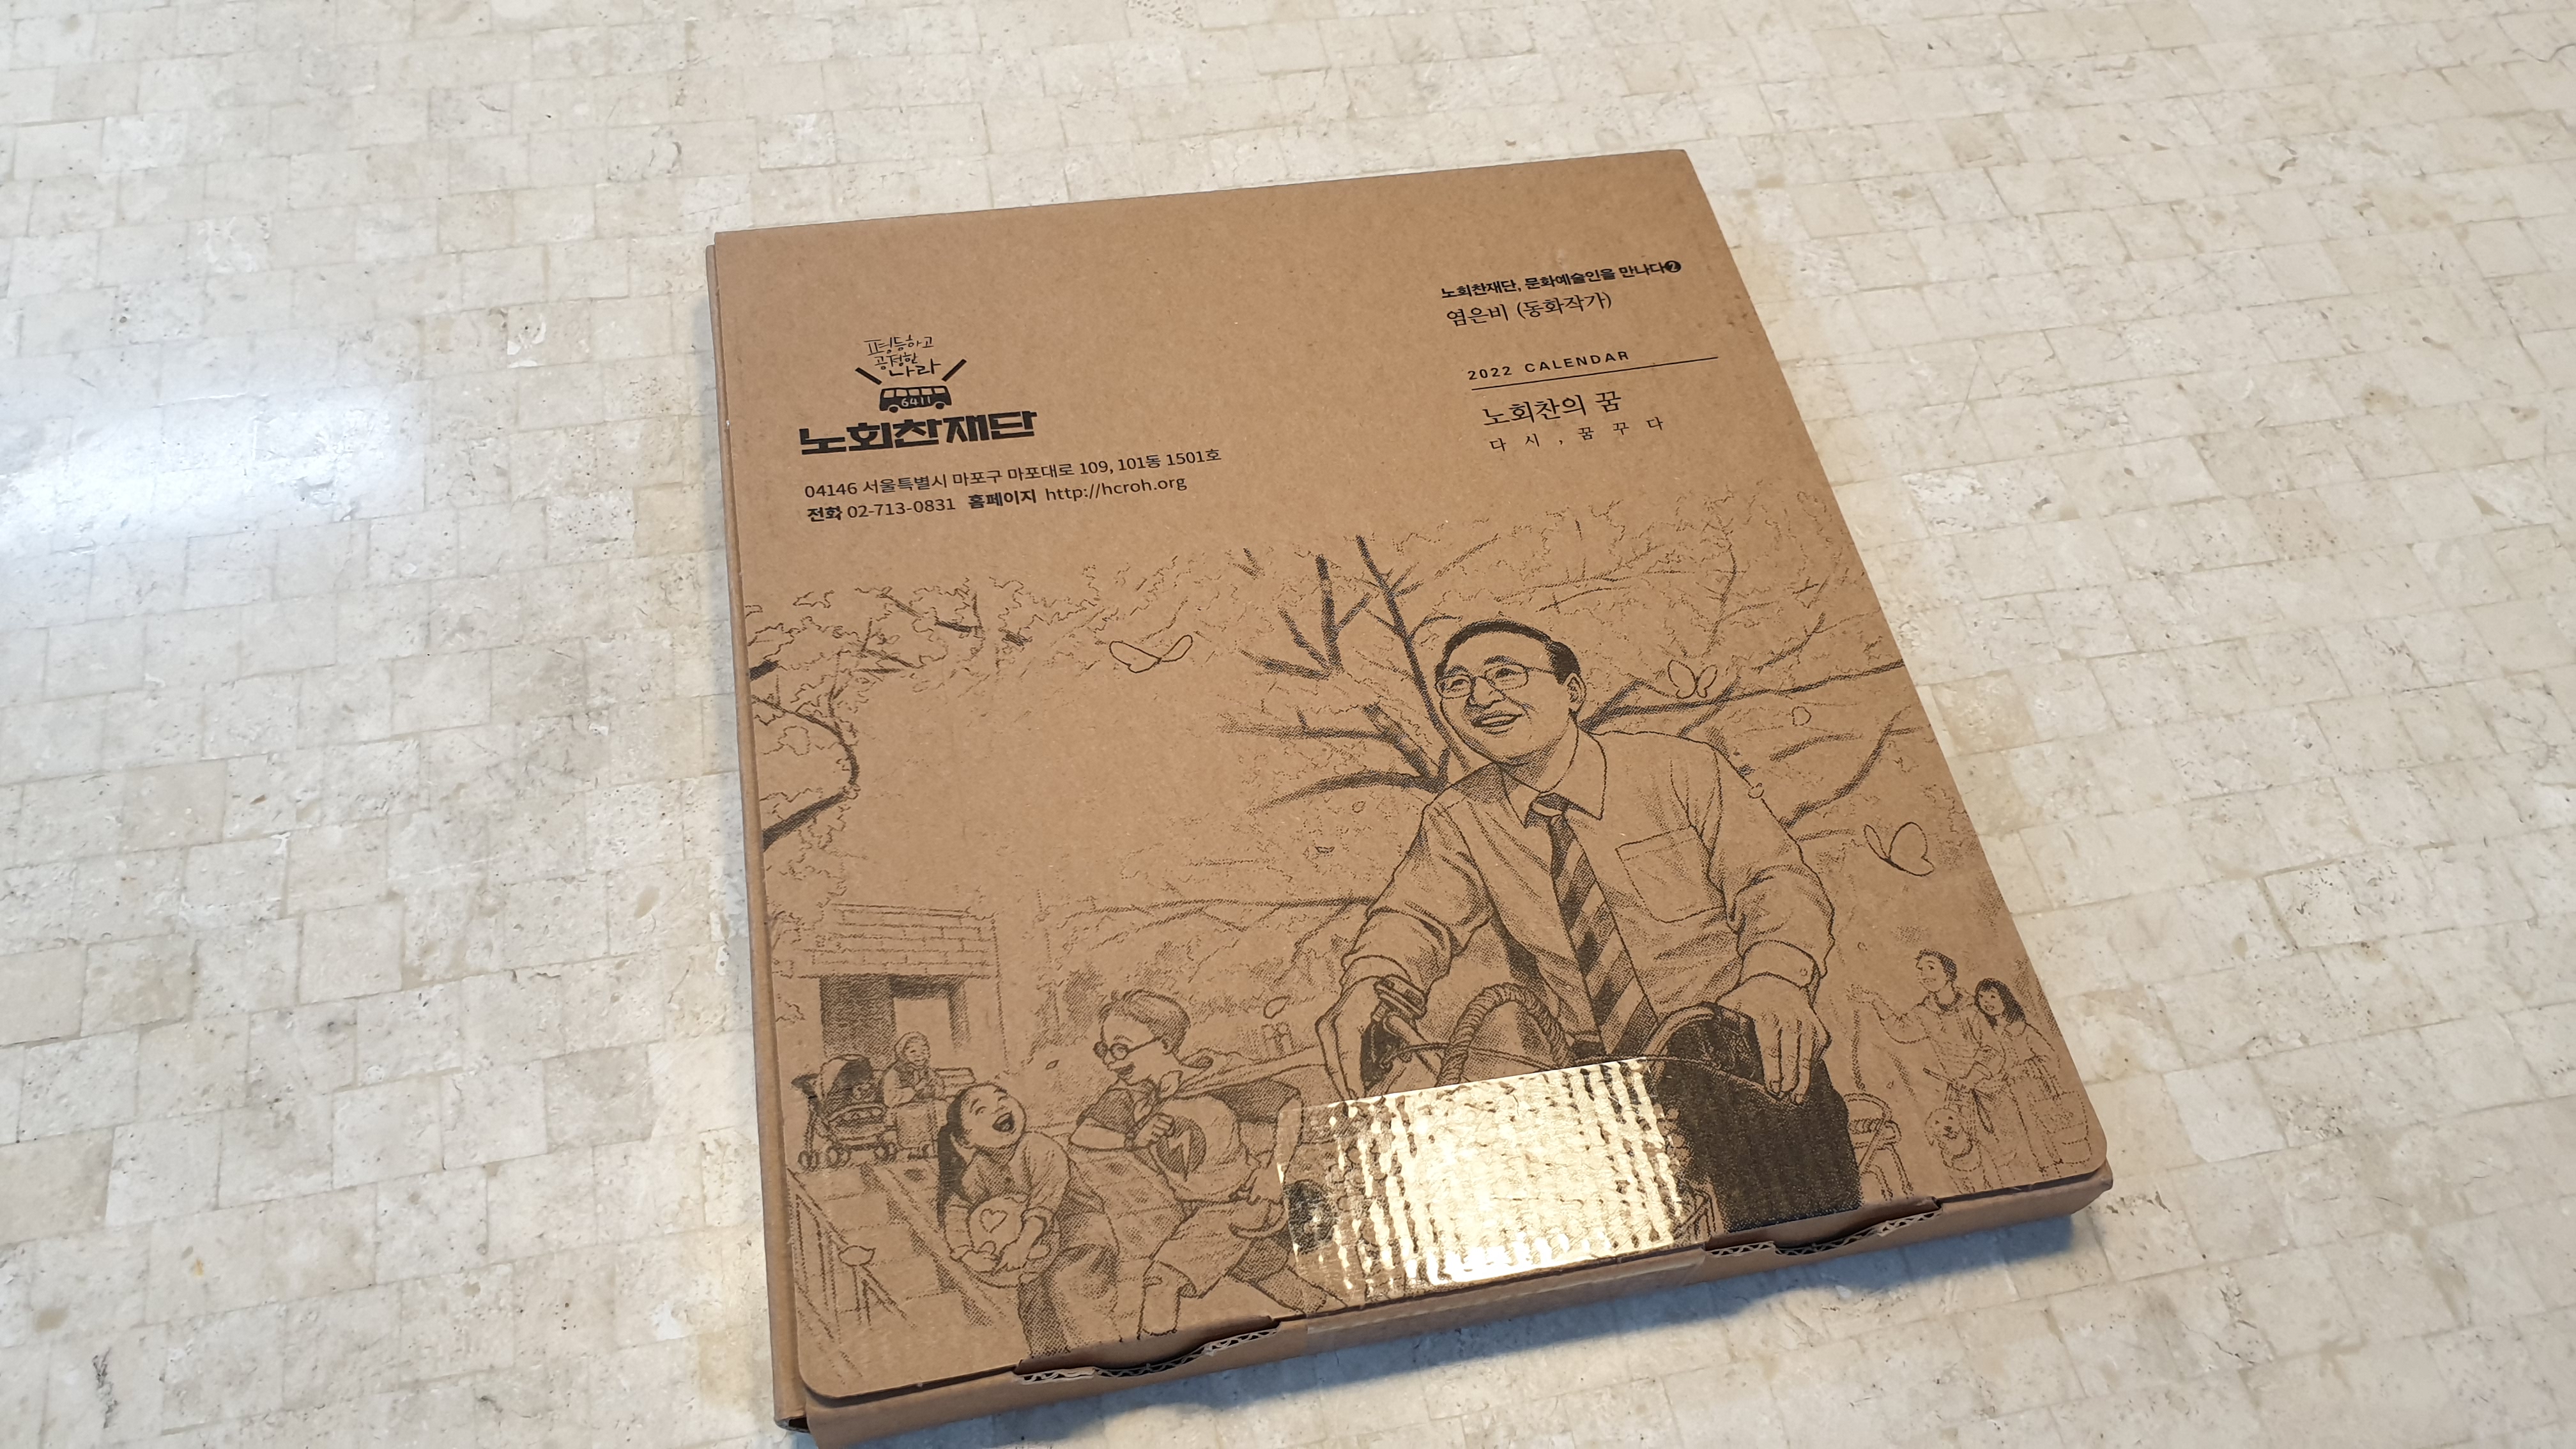 평등하고
공정한
나라
6411
노회찬재단
04146 서울특별시 마포구 마포대로 109, 101동 1501호
전화 02-713-0831 홈페이지 http://hcroh.org
노회찬재단, 문화예술인을 만나다❷
염은비 (동화작가)
2022 CALENDAR
노회찬의 꿈
다시, 꿈꾸다